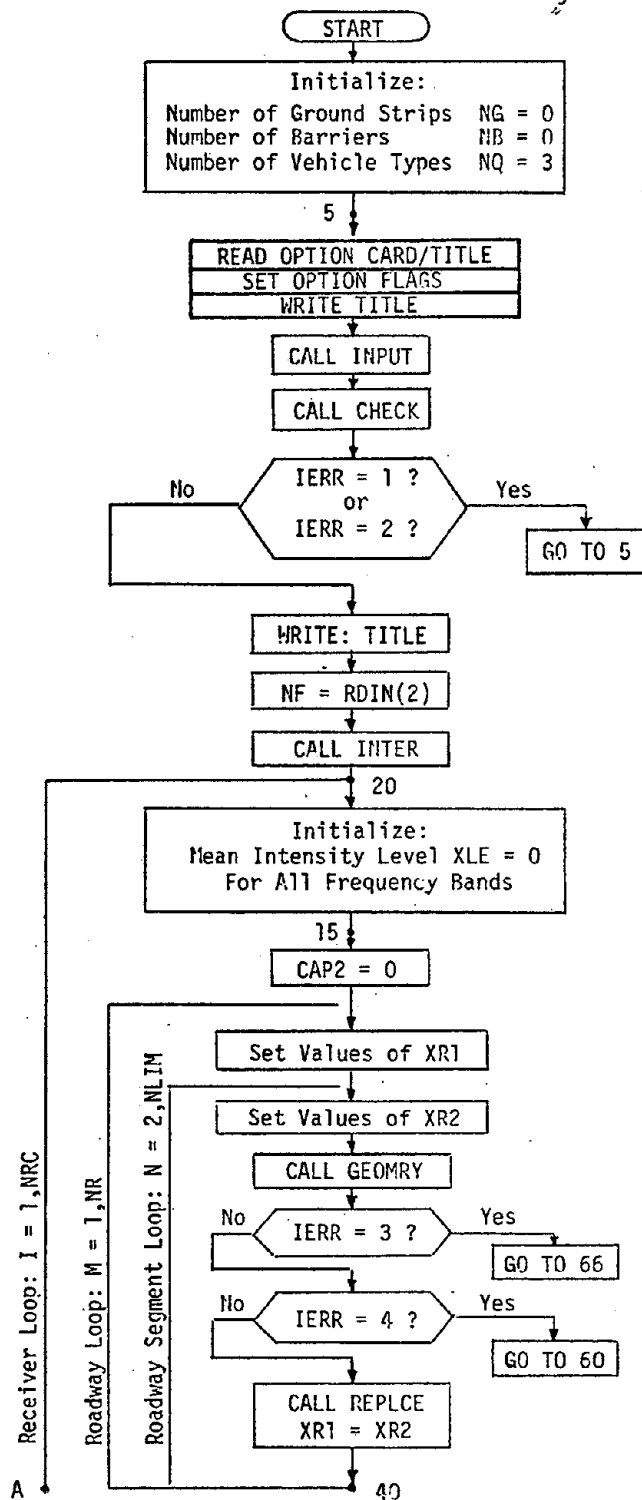 START
Initialize:
Number of Ground Strips NG = 0
Number of Barriers NB = 0
Number of Vehicle Types NQ = 3
5
READ OPTION CARD/TITLE
SET OPTION FLAGS
WRITE TITLE
CALL INPUT
CALL CHECK
No
IERR = 1 ?
or
IERR = 2 ?
Yes
GO TO 5
WRITE: TITLE
NF = RDIN(2)
CALL INTER
20
Initialize:
Mean Intensity Level XLE = 0
For All Frequency Bands
15
CAP2 = 0
Set Values of XR1
Set Values of XR2
CALL GEOMRY
No
IERR = 3 ?
Yes
GO TO 66
No
IERR = 4 ?
Yes
GO TO 60
CALL REPLCE
XR1 = XR2
Receiver Loop: I = 1,NRC
Roadway Loop: M = 1,NR
Roadway Segment Loop: N = 2,NLIM
A
40